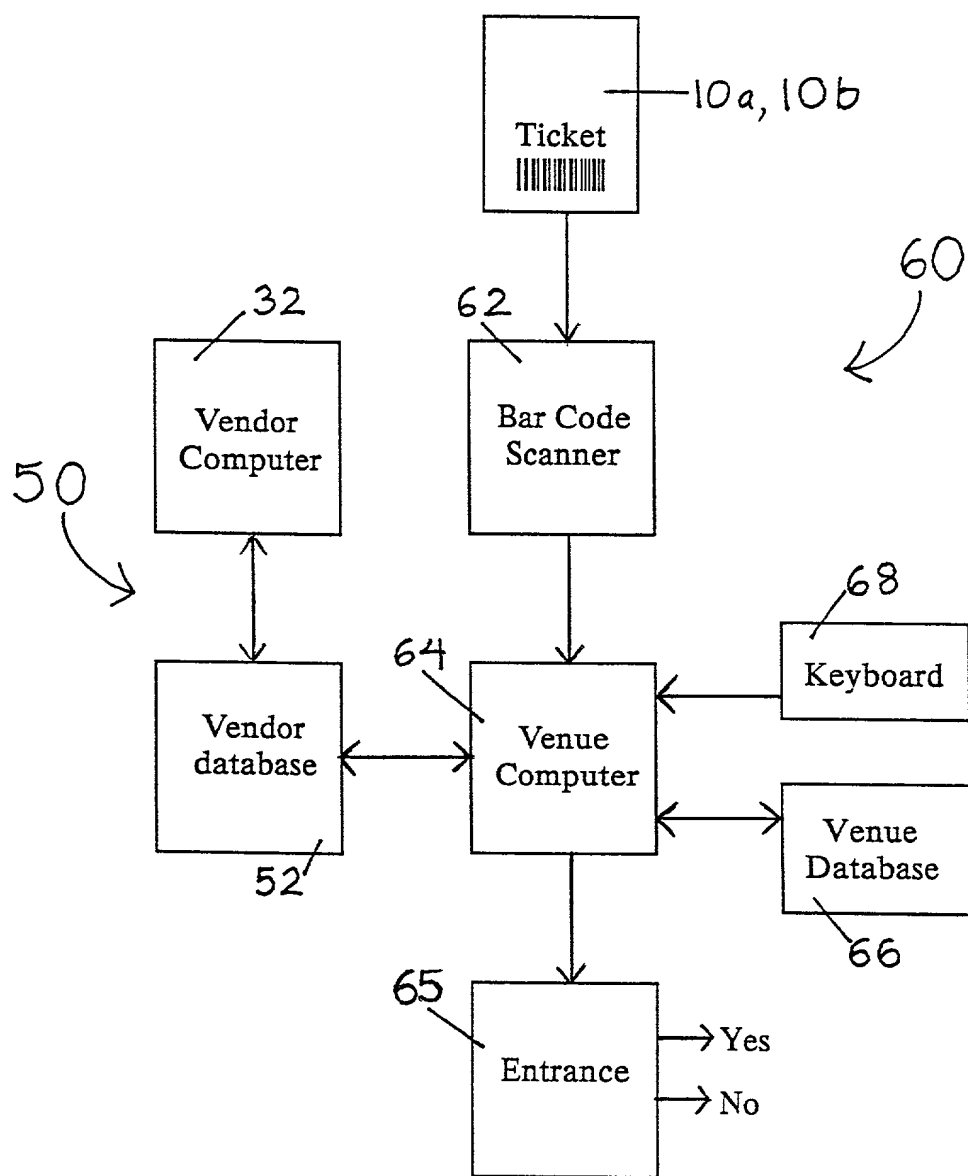 10a, 10b
Ticket
60
32
62
Vendor
Computer
Bar Code
Scanner
50
68
Keyboard
64
Vendor
database
Venue
Computer
Venue
Database
52
66
65
Entrance
Yes
No